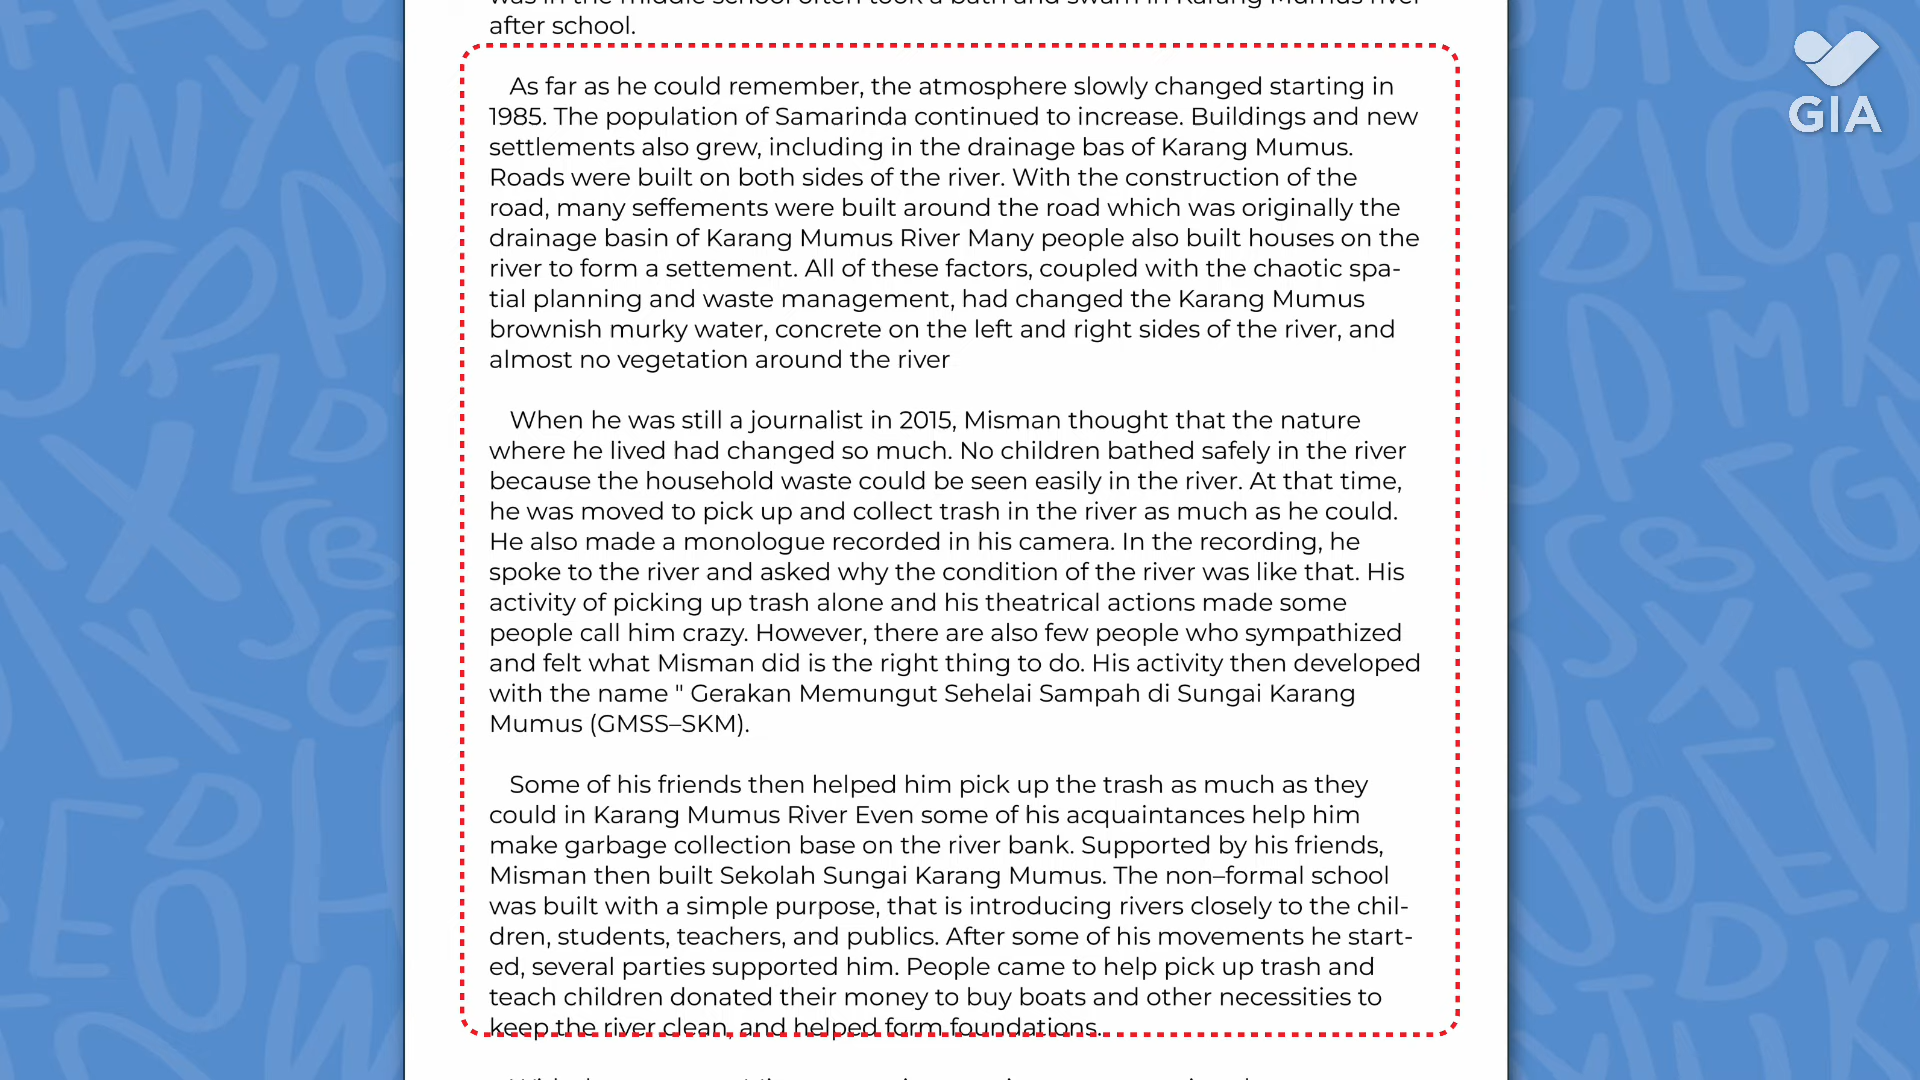 after school.
As far as he could remember, the atmosphere slowly changed starting in
1985. The population of Samarinda continued to increase. Buildings and new
settlements also grew, including in the drainage bas of Karang Mumus.
Roads were built on both sides of the river. With the construction of the
road, many seffements were built around the road which was originally the
drainage basin of Karang Mumus River Many people also built houses on the
river to form a settement. All of these factors, coupled with the chaotic spa-
tial planning and waste management, had changed the Karang Mumus
brownish murky water, concrete on the left and right sides of the river, and
almost no vegetation around the river
When he was still a journalist in 2015, Misman thought that the nature
where he lived had changed so much. No children bathed safely in the river
because the household waste could be seen easily in the river. At that time,
he was moved to pick up and collect trash in the river as much as he could.
He also made a monologue recorded in his camera. In the recording, he
spoke to the river and asked why the condition of the river was like that. His
activity of picking up trash alone and his theatrical actions made some
people call him crazy. However, there are also few people who sympathized
and felt what Misman did is the right thing to do. His activity then developed
with the name " Gerakan Memungut Sehelai Sampah di Sungai Karang
Mumus (GMSS–SKM).
Some of his friends then helped him pick up the trash as much as they
could in Karang Mumus River Even some of his acquaintances help him
make garbage collection base on the river bank. Supported by his friends,
Misman then built Sekolah Sungai Karang Mumus. The non–formal school
was built with a simple purpose, that is introducing rivers closely to the chil-
dren, students, teachers, and publics. After some of his movements he start-
ed, several parties supported him. People came to help pick up trash and
teach children donated their money to buy boats and other necessities to
keep the river clean, and helped form foundations.
GIA